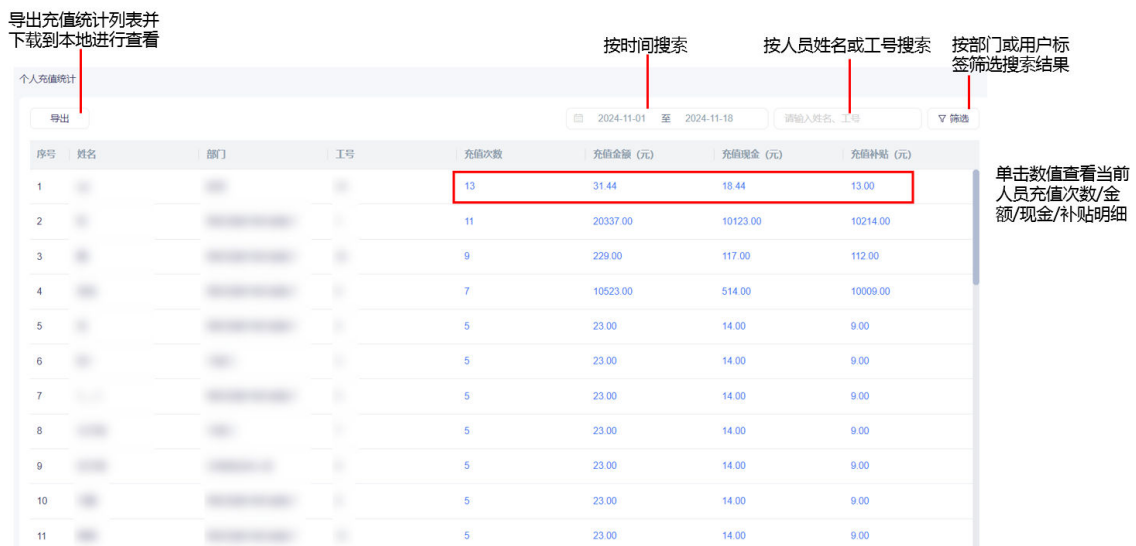 导出充值统计列表并
下载到本地进行查看
按时间搜索
按人员姓名或工号搜索
按部门或用户标
签筛选搜索结果
个人充值统计
导出
2024-11-01 至 2024-11-18
请输入姓名、工号
筛选
序号 姓名 部门 工号 充值次数 充值金额 (元) 充值现金 (元) 充值补贴 (元)
1 13 31.44 18.44 13.00
单击数值查看当前
人员充值次数/金
额/现金/补贴明细
2 11 20337.00 10123.00 10214.00
3 9 229.00 117.00 112.00
4 7 10523.00 514.00 10009.00
5 5 23.00 14.00 9.00
6 5 23.00 14.00 9.00
7 5 23.00 14.00 9.00
8 5 23.00 14.00 9.00
9 5 23.00 14.00 9.00
10 5 23.00 14.00 9.00
11 5 23.00 14.00 9.00